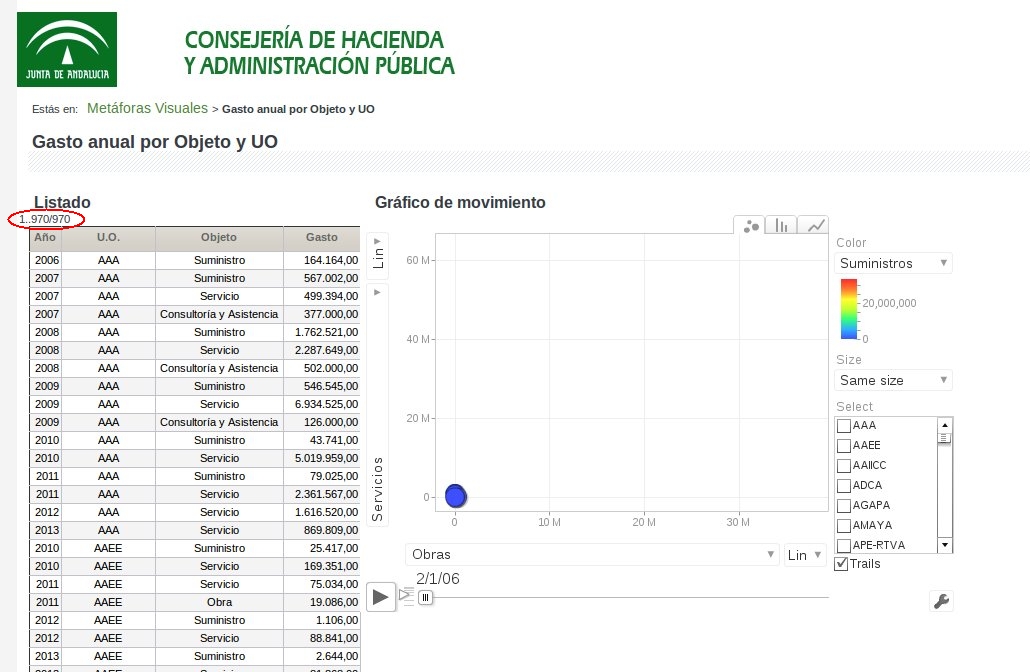 JUNTA DE ANDALUCIA
CONSEJERÍA DE HACIENDA
Y ADMINISTRACIÓN PÚBLICA
Estás en: Metáforas Visuales > Gasto anual por Objeto y UO
Gasto anual por Objeto y UO
Listado
1..970/970
Año U.O. Objeto Gasto
2006 AAA Suministro 164.164,00
2007 AAA Suministro 567.002,00
2007 AAA Servicio 499.394,00
2007 AAA Consultoría y Asistencia 377.000,00
2008 AAA Suministro 1.762.521,00
2008 AAA Servicio 2.287.649,00
2008 AAA Consultoría y Asistencia 502.000,00
2009 AAA Suministro 546.545,00
2009 AAA Servicio 6.934.525,00
2009 AAA Consultoría y Asistencia 126.000,00
2010 AAA Suministro 43.741,00
2010 AAA Servicio 5.019.959,00
2011 AAA Suministro 79.025,00
2011 AAA Servicio 2.361.567,00
2012 AAA Servicio 1.616.520,00
2013 AAA Servicio 869.809,00
2010 AAEE Suministro 25.417,00
2010 AAEE Servicio 169.351,00
2011 AAEE Servicio 75.034,00
2011 AAEE Obra 19.086,00
2012 AAEE Suministro 1.106,00
2012 AAEE Servicio 88.841,00
2013 AAEE Suministro 2.644,00
Gráfico de movimiento
Lin
Servicios
60 M
40 M
20 M
0
0 10 M 20 M 30 M
Obras
Lin
2/1/06
Color
Suministros
20,000,000
0
Size
Same size
Select
AAA
AAEE
AAIICC
ADCA
AGAPA
AMAYA
APE-RTVA
Trails